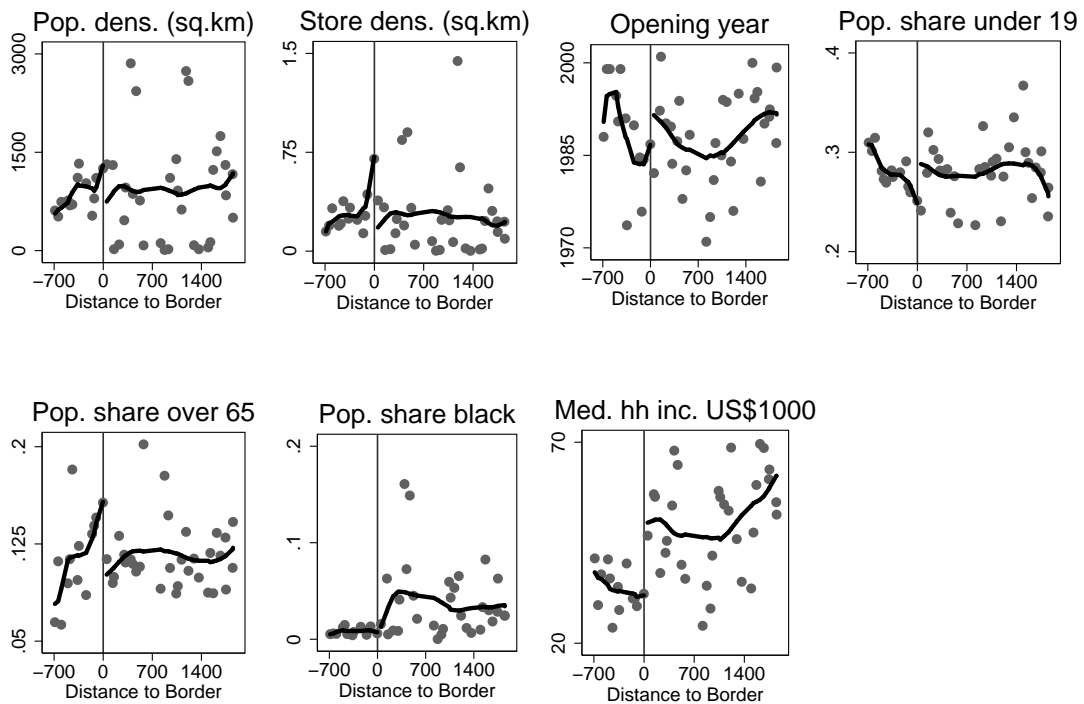 Pop. dens. (sq.km)
3000
1500
0
−700 0 700 1400
Distance to Border
Store dens. (sq.km)
1.5
.75
0
−700 0 700 1400
Distance to Border
Opening year
2000
1985
1970
−700 0 700 1400
Distance to Border
Pop. share under 19
.4
.3
.2
−700 0 700 1400
Distance to Border
Pop. share over 65
.2
.125
.05
−700 0 700 1400
Distance to Border
Pop. share black
.2
.1
0
−700 0 700 1400
Distance to Border
Med. hh inc. US$1000
70
20
−700 0 700 1400
Distance to Border